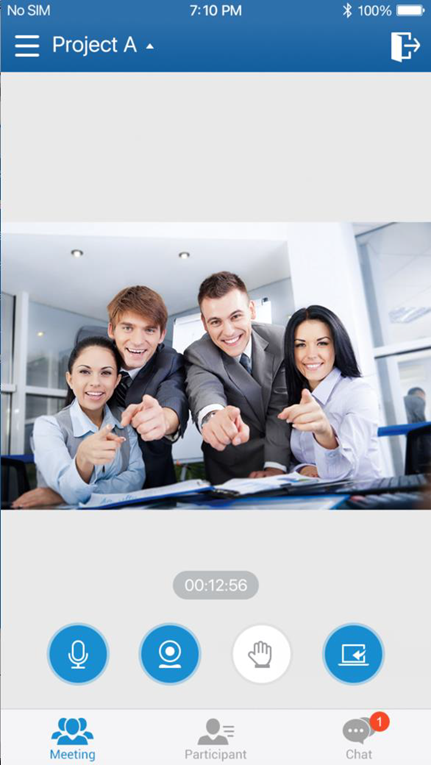 No SIM 7:10 PM 100%
Project A
00:12:56
1
Meeting Participant Chat